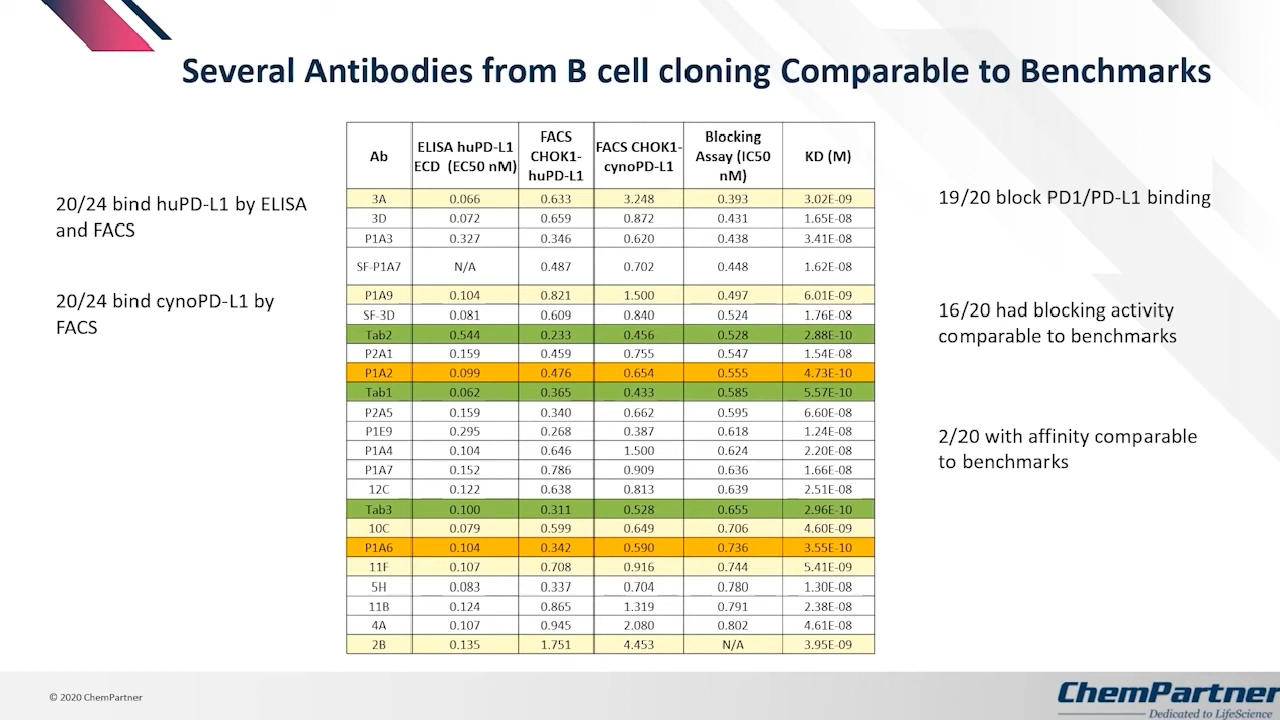 Several Antibodies from B cell cloning Comparable to Benchmarks
20/24 bind huPD-L1 by ELISA
and FACS
20/24 bind cynoPD-L1 by
FACS
Ab | ELISA huPD-L1 ECD (EC50 nM) | FACS CHOK1-huPD-L1 | FACS CHOK1-cynoPD-L1 | Blocking Assay (IC50 nM) | KD (M)
3A 0.066 0.633 3.248 0.393 3.02E-09
3D 0.072 0.659 0.872 0.431 1.65E-08
P1A3 0.327 0.346 0.620 0.438 3.41E-08
SF-P1A7 N/A 0.487 0.702 0.448 1.62E-08
P1A9 0.104 0.821 1.500 0.497 6.01E-09
SF-3D 0.081 0.609 0.840 0.524 1.76E-08
Tab2 0.544 0.233 0.456 0.528 2.88E-10
P2A1 0.159 0.459 0.755 0.547 1.54E-08
P1A2 0.099 0.476 0.654 0.555 4.73E-10
Tab1 0.062 0.365 0.433 0.585 5.57E-10
P2A5 0.159 0.340 0.662 0.595 6.60E-08
P1E9 0.295 0.268 0.387 0.618 1.24E-08
P1A4 0.104 0.646 1.500 0.624 2.20E-08
P1A7 0.152 0.786 0.909 0.636 1.66E-08
12C 0.122 0.638 0.813 0.639 2.51E-08
Tab3 0.100 0.311 0.528 0.655 2.96E-10
10C 0.079 0.599 0.649 0.706 4.60E-09
P1A6 0.104 0.342 0.590 0.736 3.55E-10
11F 0.107 0.708 0.916 0.744 5.41E-09
5H 0.083 0.337 0.704 0.780 1.30E-08
11B 0.124 0.865 1.319 0.791 2.38E-08
4A 0.107 0.945 2.080 0.802 4.61E-08
2B 0.135 1.751 4.453 N/A 3.95E-09
19/20 block PD1/PD-L1 binding
16/20 had blocking activity
comparable to benchmarks
2/20 with affinity comparable
to benchmarks
© 2020 ChemPartner
ChemPartner
Dedicated to LifeScience